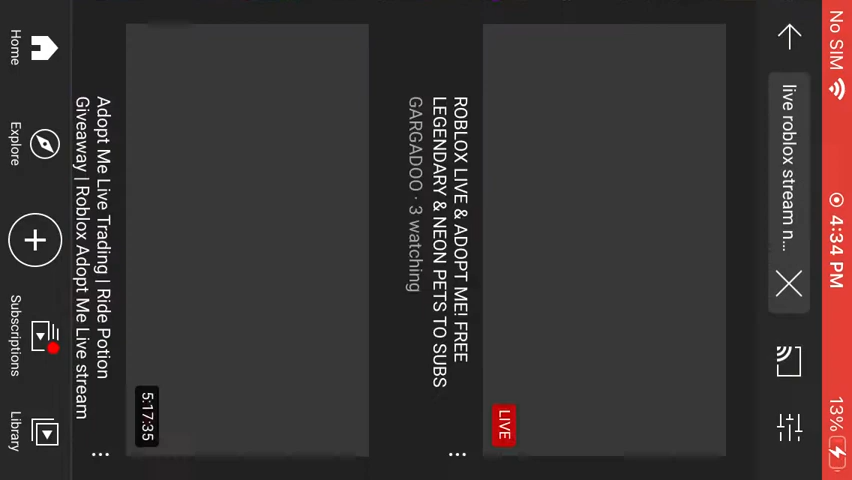 No SIM
4:34 PM
13%
live roblox stream n...
LIVE
ROBLOX LIVE & ADOPT ME! FREE
LEGENDARY & NEON PETS TO SUBS
GARGADOO · 3 watching
5:17:35
Adopt Me Live Trading | Ride Potion
Giveaway | Roblox Adopt Me Live stream
Home
Explore
Subscriptions
Library